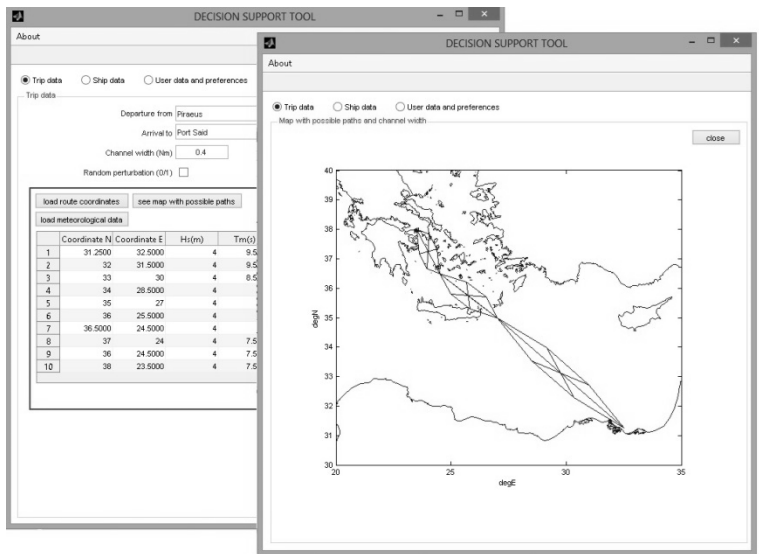 DECISION SUPPORT TOOL
About
Trip data Ship data User data and preferences
Trip data
Departure from Piraeus
Arrival to Port Said
Channel width (Nm) 0.4
Random perturbation (0/1)
load route coordinates see map with possible paths
load meteorological data
Coordinate N Coordinate E Hs(m) Tm(s)
1 31.2500 32.5000 4 9.5
2 32 31.5000 4 9.5
3 33 30 4 8.5
4 34 28.5000 4
5 35 27 4
6 36 25.5000 4
7 36.5000 24.5000 4
8 37 24 4 7.5
9 36 24.5000 4 7.5
10 38 23.5000 4 7.5
DECISION SUPPORT TOOL
About
Trip data Ship data User data and preferences
Map with possible paths and channel width
close
40
39
38
37
36
35
34
33
32
31
30
degN
20 25 30 35
degE